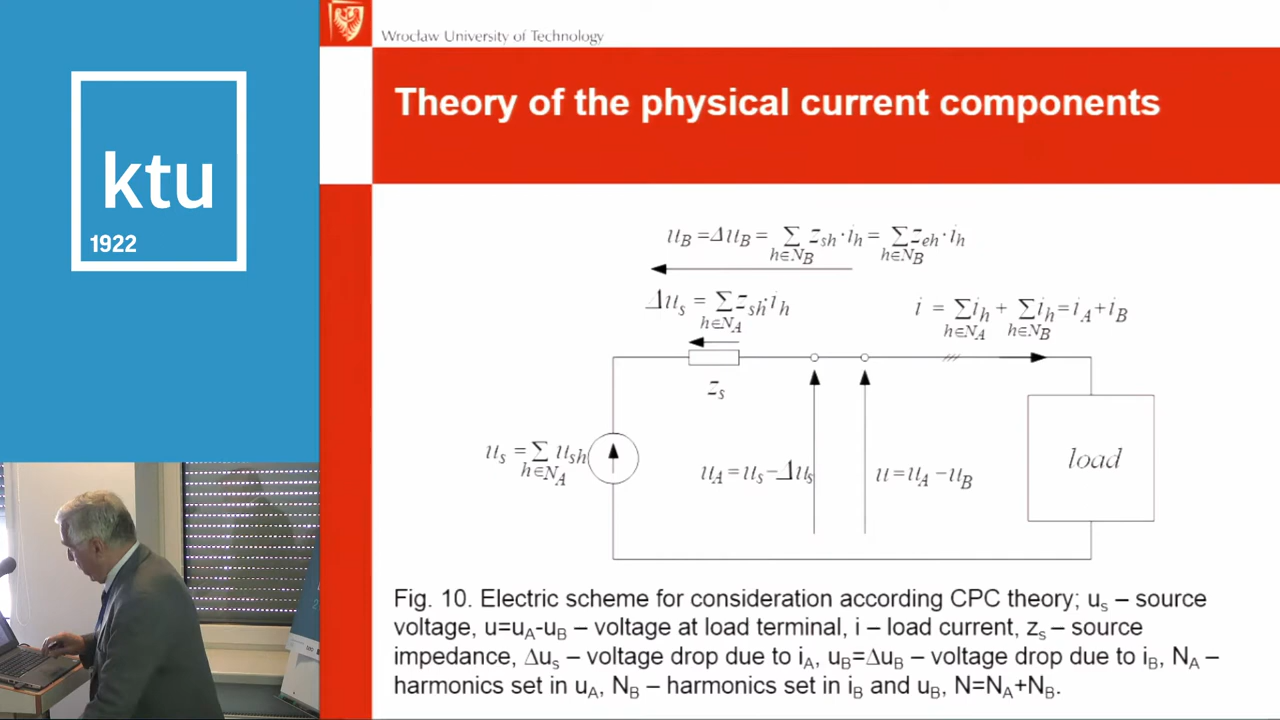 ktu
1922
Wrocław University of Technology
Theory of the physical current components
u_B = Δu_B = ∑_{h∈N_B} z_sh · i_h = ∑_{h∈N_B} z_eh · i_h
Δu_s = ∑_{h∈N_A} z_sh · i_h
i = ∑_{h∈N_A} i_h + ∑_{h∈N_B} i_h = i_A + i_B
z_s
u_s = ∑_{h∈N_A} u_sh
u_A = u_s − Δu_s
u = u_A − u_B
load
Fig. 10. Electric scheme for consideration according CPC theory; u_s – source
voltage, u=u_A-u_B – voltage at load terminal, i – load current, z_s – source
impedance, Δu_s – voltage drop due to i_A, u_B=Δu_B – voltage drop due to i_B, N_A –
harmonics set in u_A, N_B – harmonics set in i_B and u_B, N=N_A+N_B.